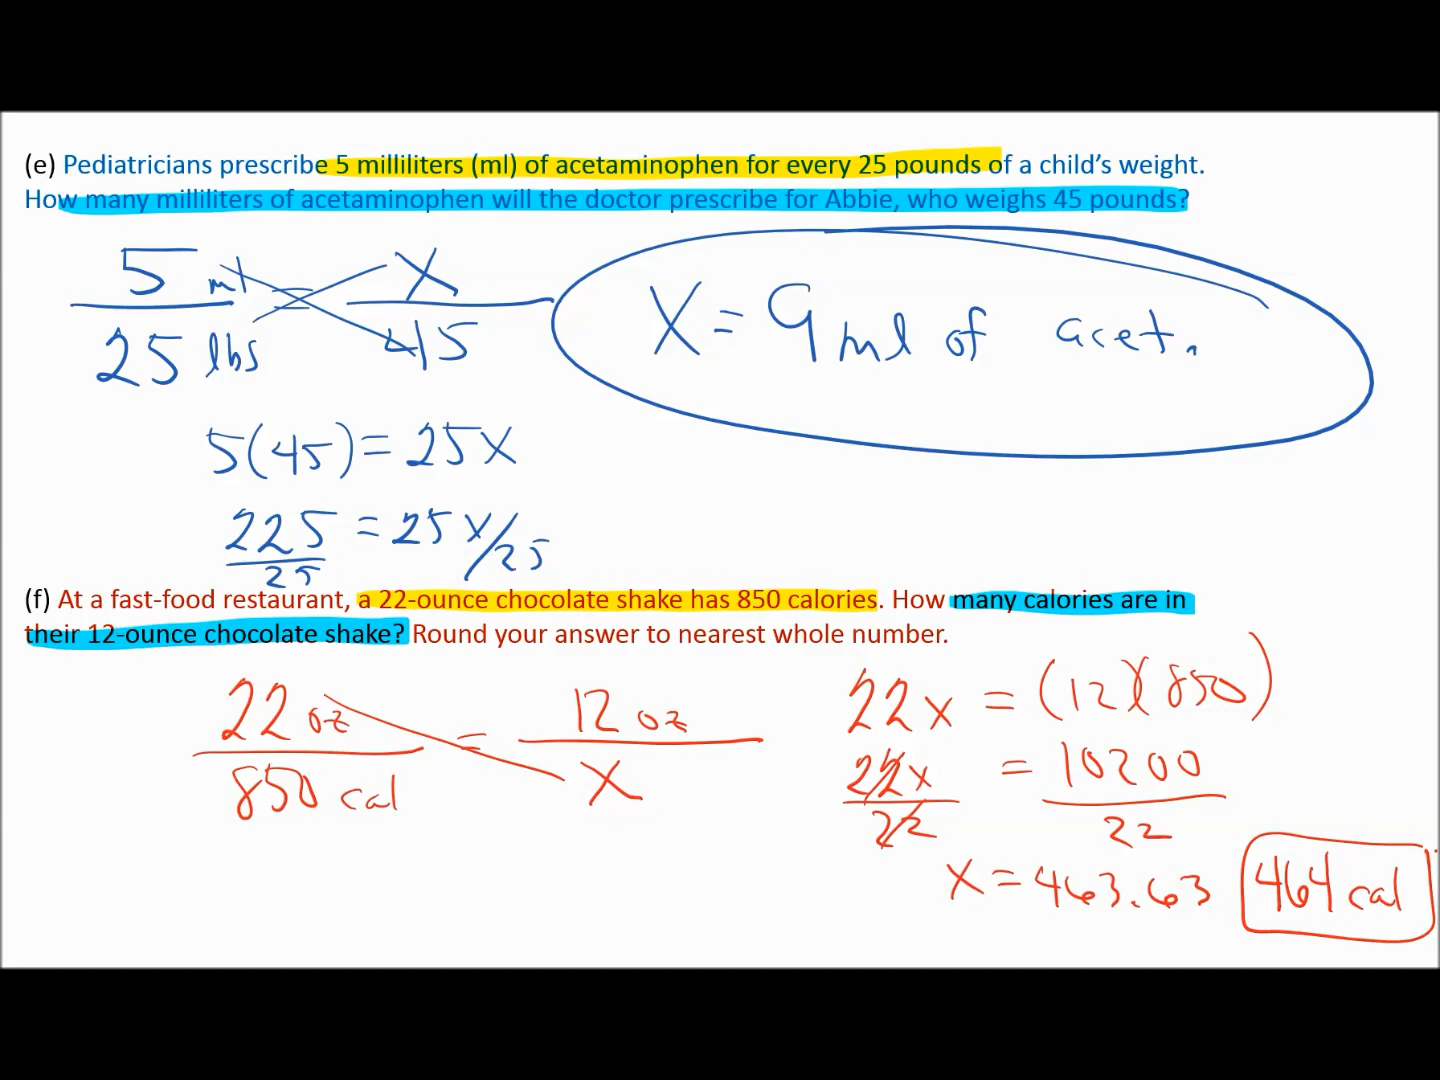 (e) Pediatricians prescribe 5 milliliters (ml) of acetaminophen for every 25 pounds of a child's weight.
How many milliliters of acetaminophen will the doctor prescribe for Abbie, who weighs 45 pounds?
5 ml = X
25 lbs 45
X = 9 ml of acet.
5(45) = 25X
225 = 25X/25
25
(f) At a fast-food restaurant, a 22-ounce chocolate shake has 850 calories. How many calories are in
their 12-ounce chocolate shake? Round your answer to nearest whole number.
22 oz = 12 oz
850 cal X
22x = (12)(850)
22x = 10200
22 22
X = 463.63 464 cal